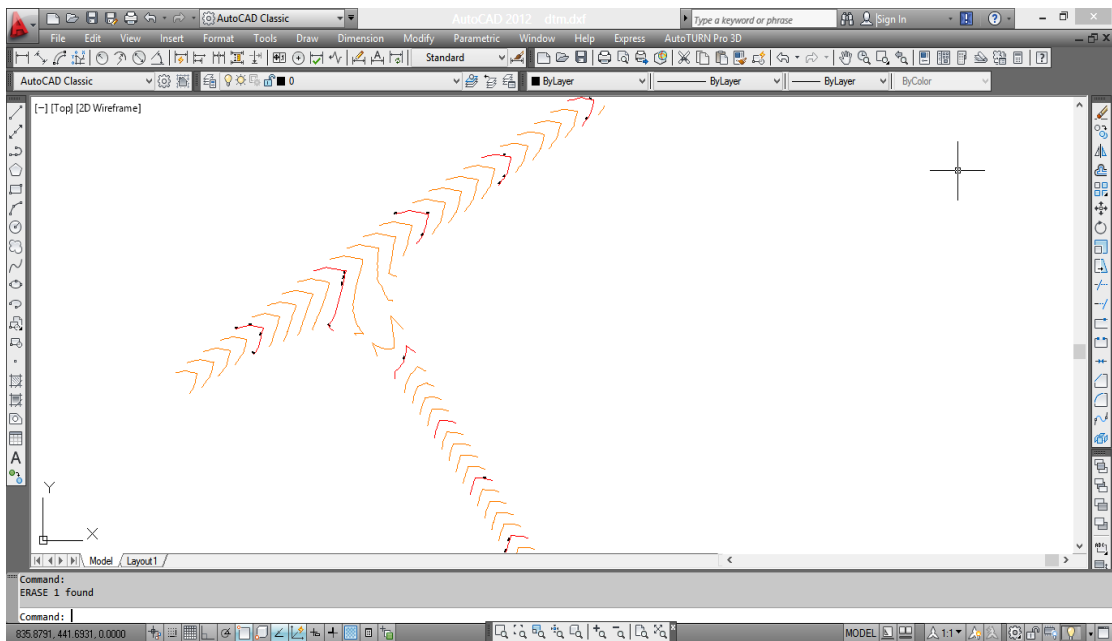 AutoCAD Classic
AutoCAD 2012 dtm.dxf
Type a keyword or phrase
Sign In
File Edit View Insert Format Tools Draw Dimension Modify Parametric Window Help Express AutoTURN Pro 3D
Standard
AutoCAD Classic 0 ByLayer ByLayer ByLayer ByColor
[−] [Top] [2D Wireframe]
A
Y
X
Model Layout1
Command:
ERASE 1 found
Command:
835.8791, 441.6931, 0.0000 MODEL 1:1